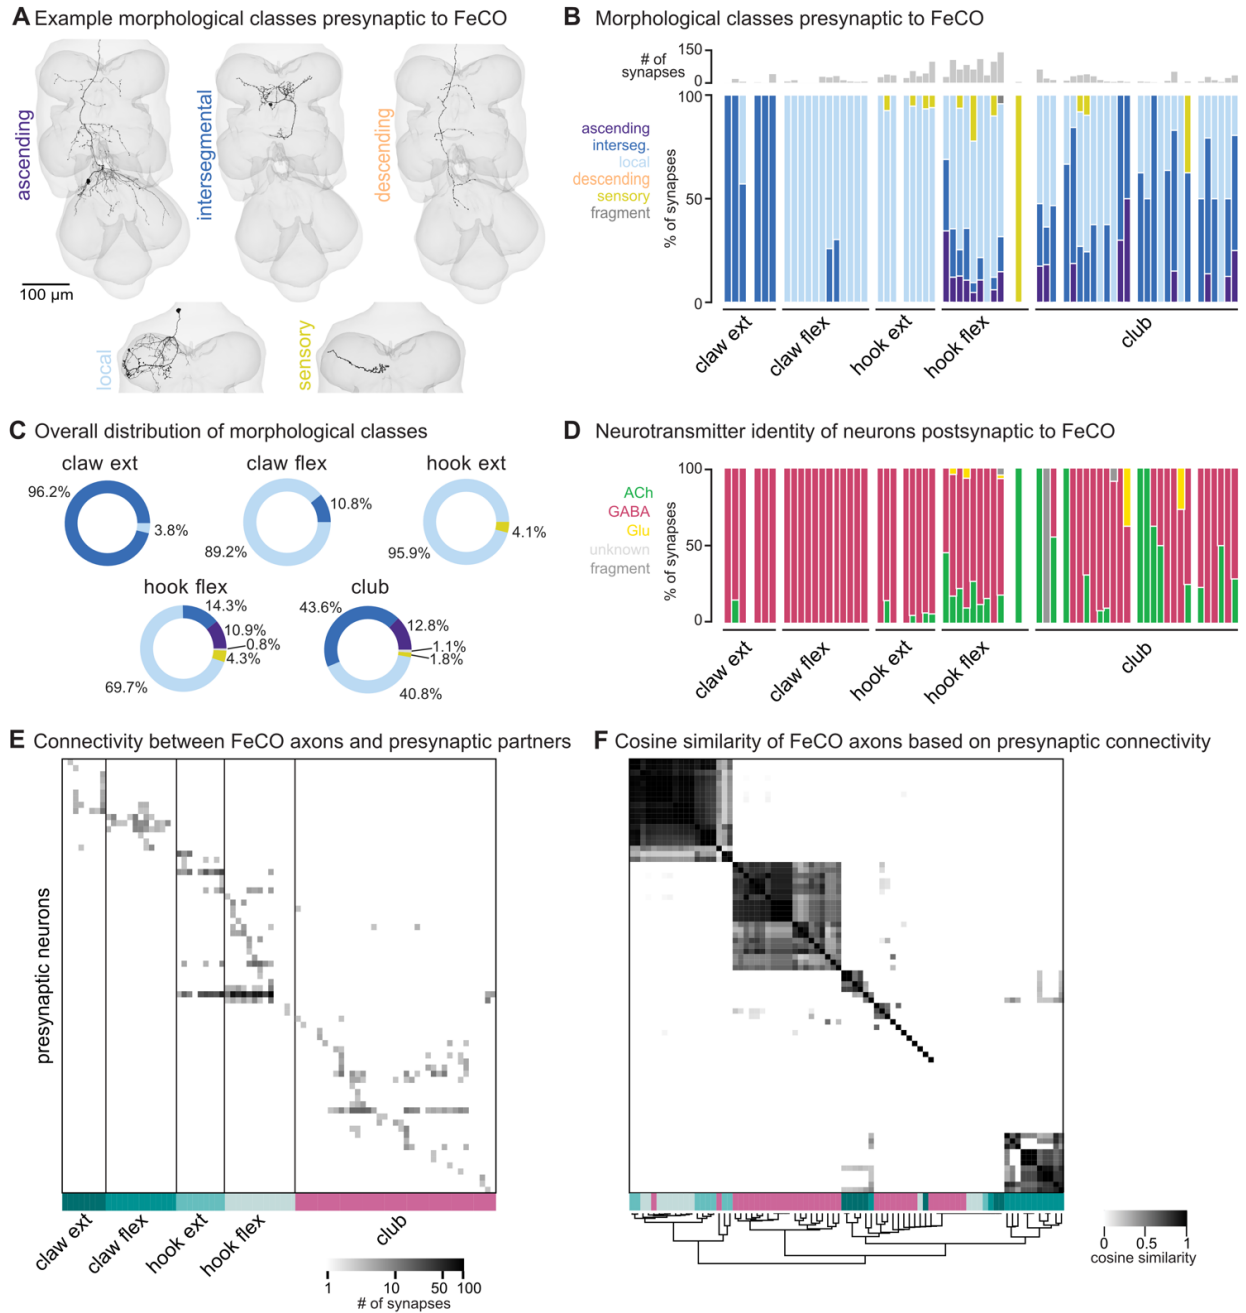 A Example morphological classes presynaptic to FeCO
ascending
intersegmental
descending
100 µm
local
sensory
B Morphological classes presynaptic to FeCO
# of synapses
150
0
ascending
interseg.
local
descending
sensory
fragment
% of synapses
100
50
0
claw ext
claw flex
hook ext
hook flex
club
C Overall distribution of morphological classes
claw ext
96.2%
3.8%
claw flex
10.8%
89.2%
hook ext
4.1%
95.9%
hook flex
14.3%
10.9%
0.8%
4.3%
69.7%
club
43.6%
12.8%
1.1%
1.8%
40.8%
D Neurotransmitter identity of neurons postsynaptic to FeCO
ACh
GABA
Glu
unknown
fragment
% of synapses
100
50
0
claw ext
claw flex
hook ext
hook flex
club
E Connectivity between FeCO axons and presynaptic partners
presynaptic neurons
claw ext
claw flex
hook ext
hook flex
club
1 10 50 100
# of synapses
F Cosine similarity of FeCO axons based on presynaptic connectivity
0 0.5 1
cosine similarity